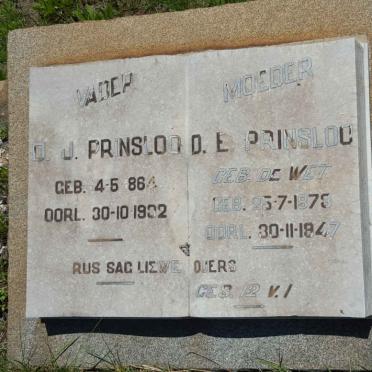 VADER
D. J. PRINSLOO
GEB. 4-5 864
OORL. 30-10-1932
MOEDER
D. E. PRINSLOO
GEB. DE WET
GEB. 25-7-1875
OORL. 30-11-1947
RUS SAG LIEWE OUERS
GES. 12 V. 1